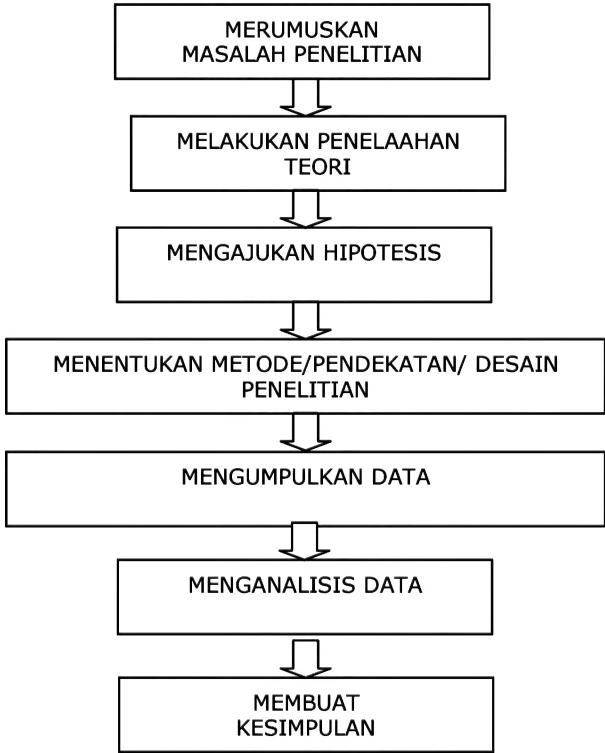 MERUMUSKAN
MASALAH PENELITIAN
MELAKUKAN PENELAAHAN
TEORI
MENGAJUKAN HIPOTESIS
MENENTUKAN METODE/PENDEKATAN/ DESAIN
PENELITIAN
MENGUMPULKAN DATA
MENGANALISIS DATA
MEMBUAT
KESIMPULAN